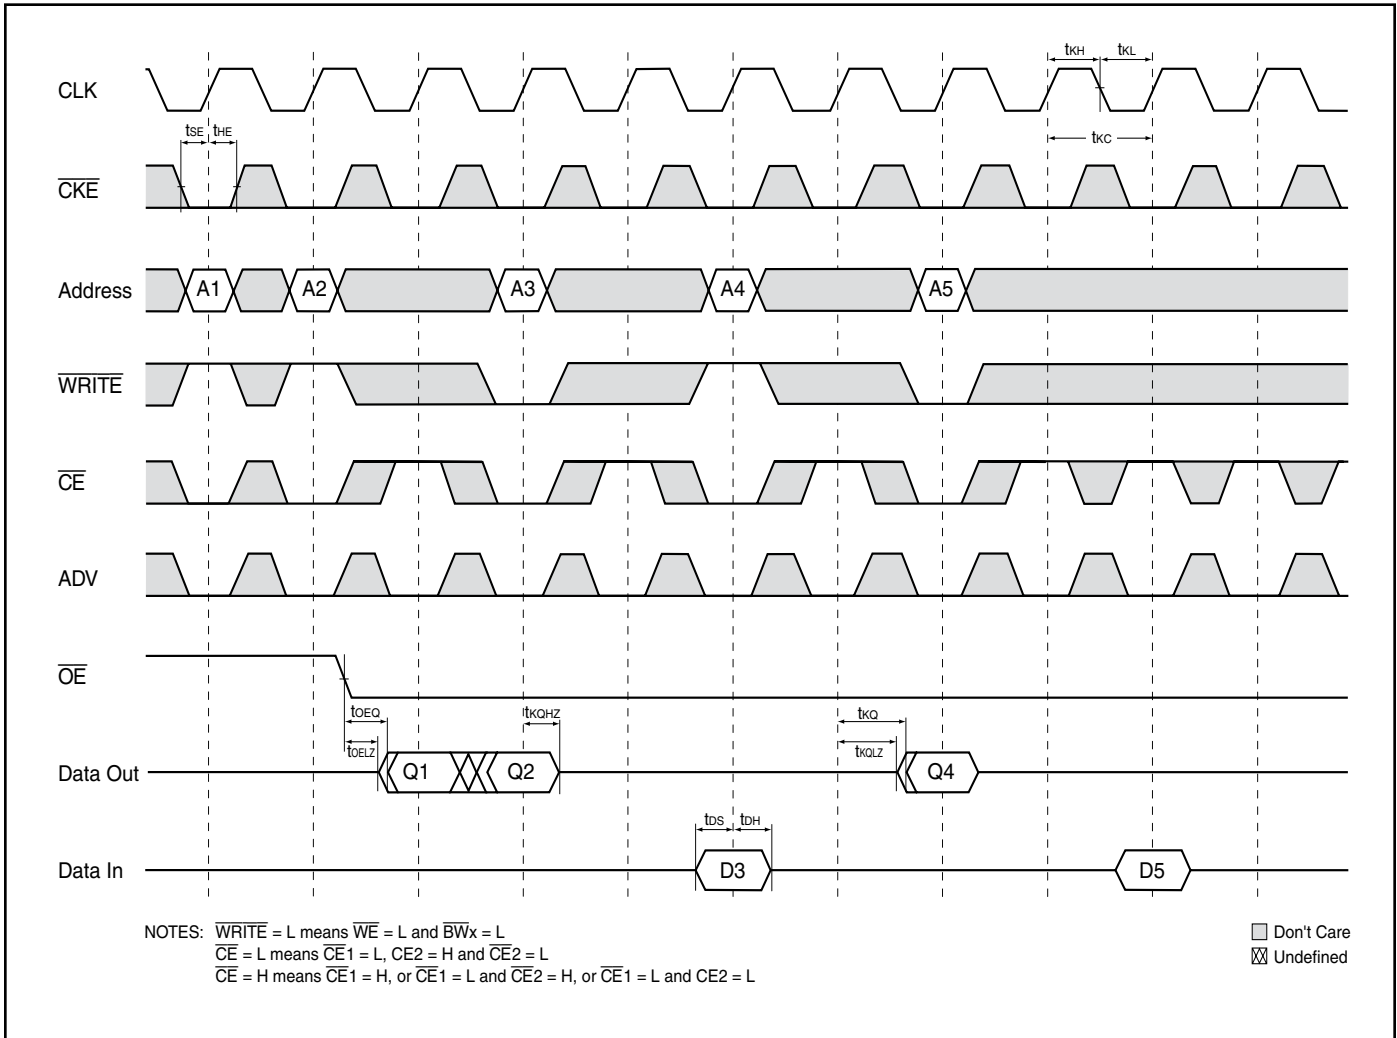 tKH tKL
CLK
tSE tHE
tKC
CKE
Address A1 A2 A3 A4 A5
WRITE
CE
ADV
OE
tOEQ tKQHZ tKQ
tOELZ tKQLZ
Data Out Q1 Q2 Q4
tDS tDH
Data In D3 D5
NOTES: WRITE = L means WE = L and BWx = L
CE = L means CE1 = L, CE2 = H and CE2 = L
CE = H means CE1 = H, or CE1 = L and CE2 = H, or CE1 = L and CE2 = L
Don't Care
Undefined